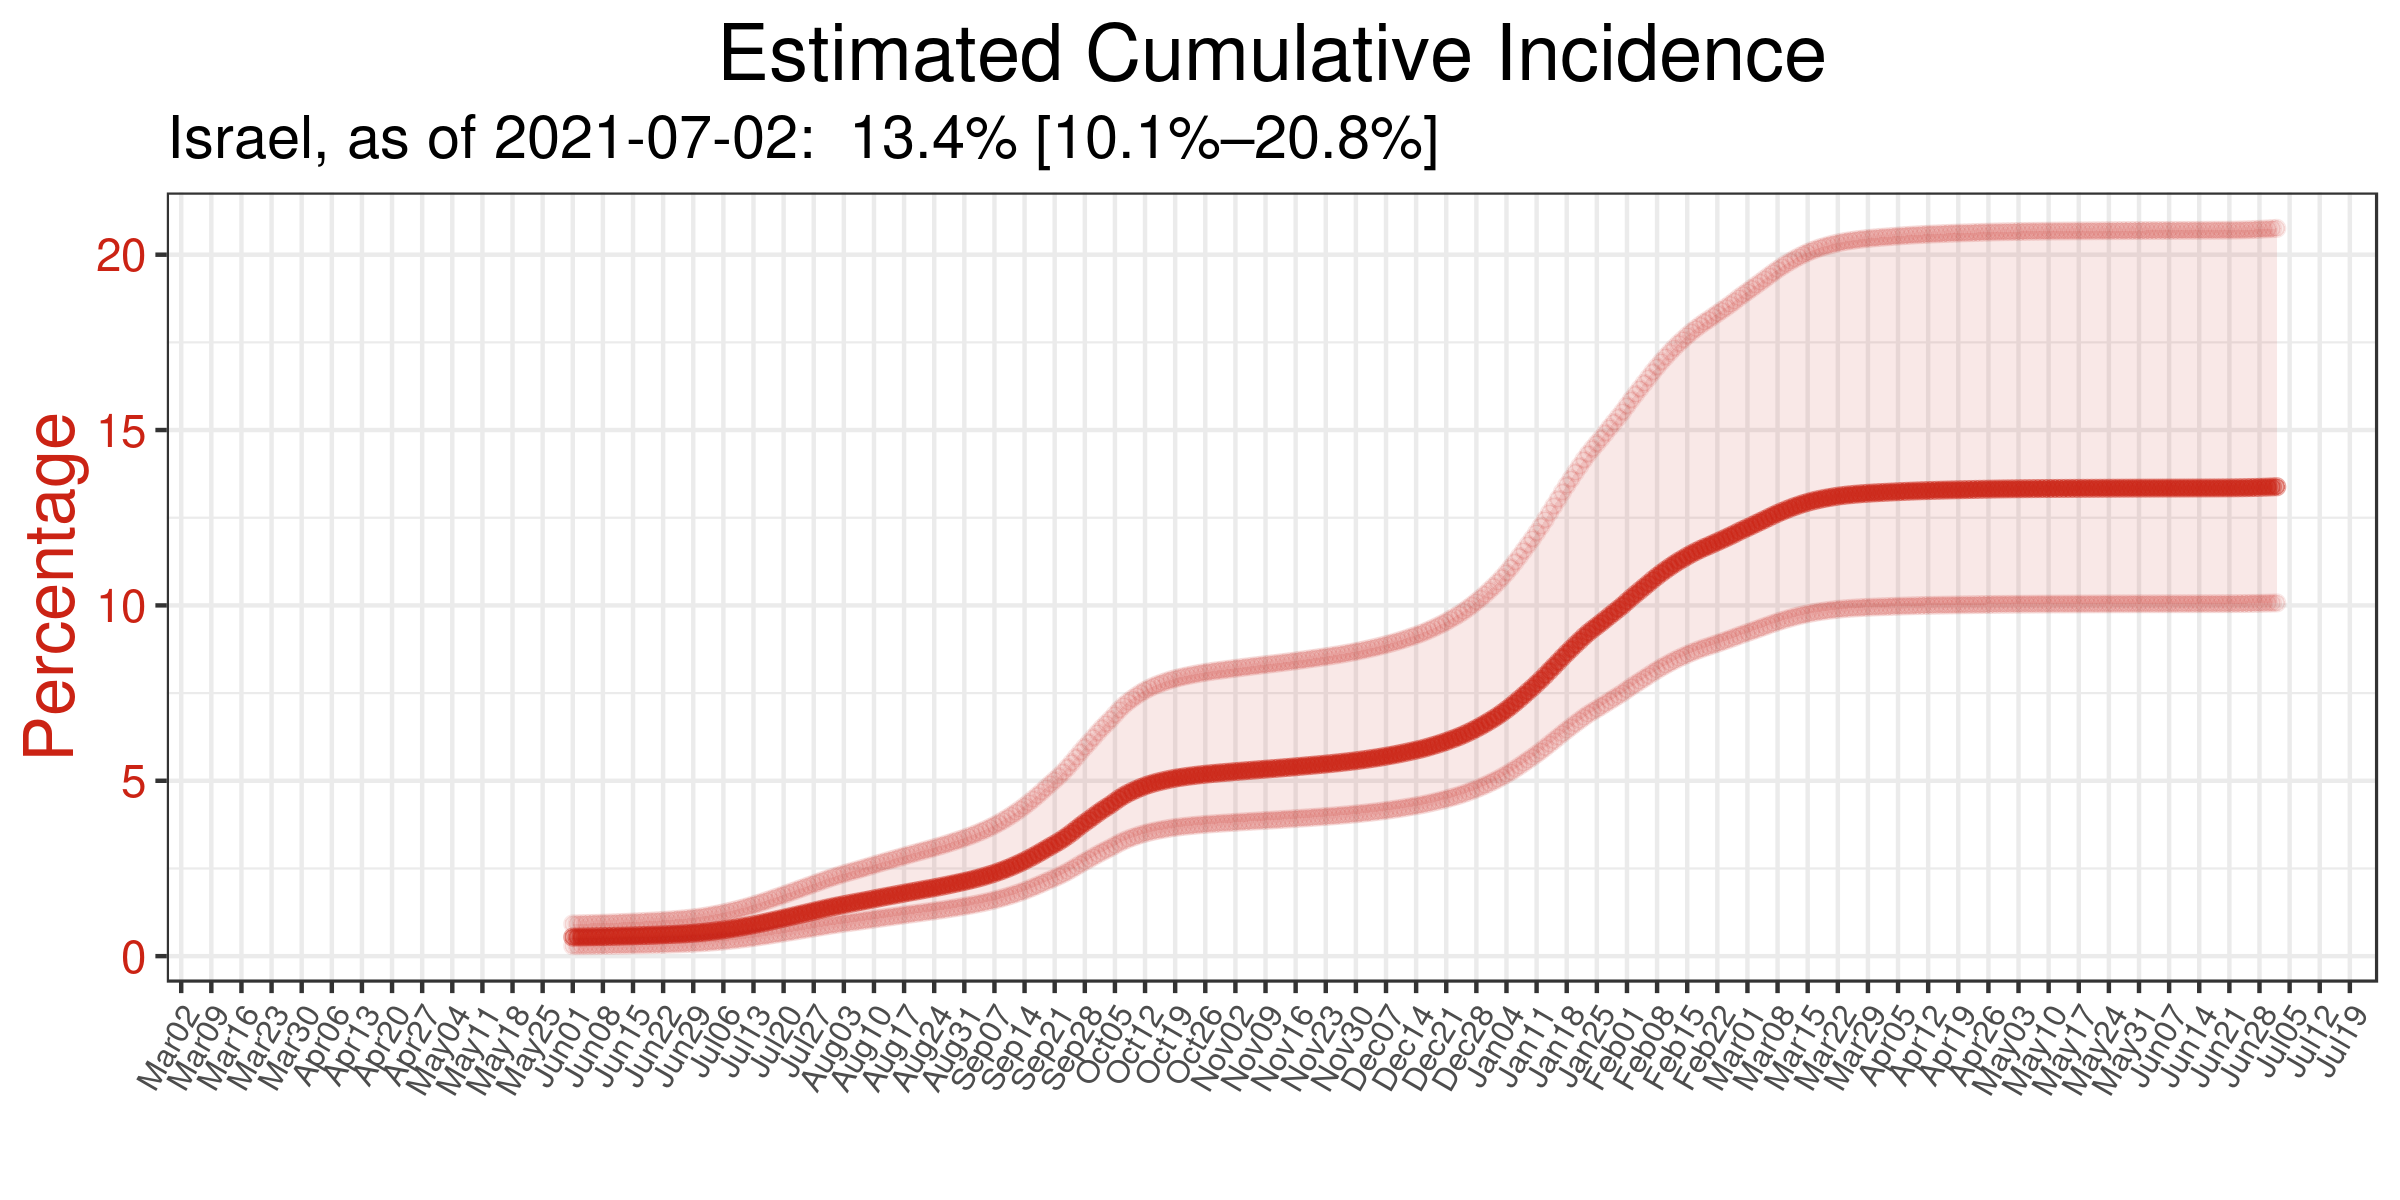 Estimated Cumulative Incidence
Israel, as of 2021-07-02:  13.4% [10.1%–20.8%]
Percentage
20
15
10
5
0
Mar02 Mar09 Mar16 Mar23 Mar30 Apr06 Apr13 Apr20 Apr27 May04 May11 May18 May25 Jun01 Jun08 Jun15 Jun22 Jun29 Jul06 Jul13 Jul20 Jul27 Aug03 Aug10 Aug17 Aug24 Aug31 Sep07 Sep14 Sep21 Sep28 Oct05 Oct12 Oct19 Oct26 Nov02 Nov09 Nov16 Nov23 Nov30 Dec07 Dec14 Dec21 Dec28 Jan04 Jan11 Jan18 Jan25 Feb01 Feb08 Feb15 Feb22 Mar01 Mar08 Mar15 Mar22 Mar29 Apr05 Apr12 Apr19 Apr26 May03 May10 May17 May24 May31 Jun07 Jun14 Jun21 Jun28 Jul05 Jul12 Jul19